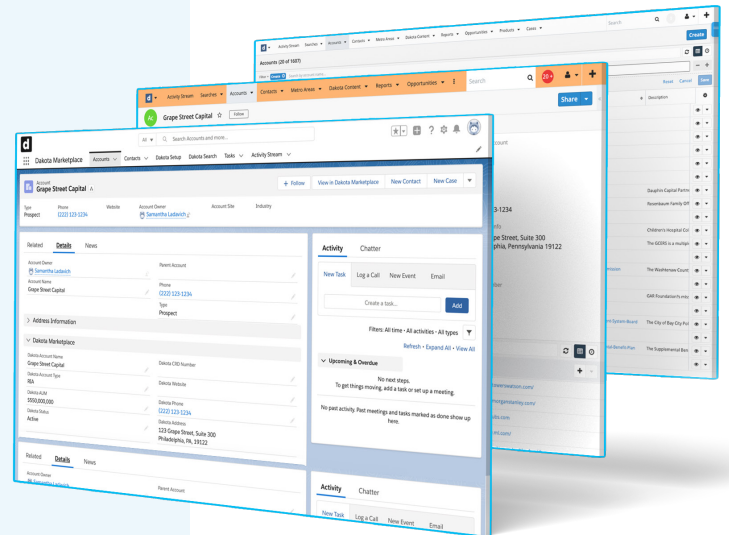 Activity Stream Searches Accounts Contacts Metro Areas Dakota Content Reports Opportunities Products Cases Search
Accounts (20 of 1607)
Create
Reset Cancel Save
Description
Dauphin Capital Partne
Rosenbaum Family Off
Children's Hospital Col
The GCERS is a multipl
The Washtenaw Count
GAR Foundation's miss
The City of Bay City Pol
The Supplemental Ben
d Activity Stream Searches Accounts Contacts Metro Areas Dakota Content Reports Opportunities Search 20+
GC Grape Street Capital Follow
Share
3-1234
pe Street, Suite 300
phia, Pennsylvania 19122
d
All Search Accounts and more...
Dakota Marketplace Accounts Contacts Dakota Setup Dakota Search Tasks Activity Stream
Account
Grape Street Capital
+ Follow View in Dakota Marketplace New Contact New Case
Type Phone Website Account Owner Account Site Industry
Prospect (222) 123-1234 Samantha Ladavich
Related Details News
Account Owner Parent Account
Samantha Ladavich
Account Name Phone
Grape Street Capital (222) 123-1234
Type
Prospect
Address Information
Dakota Marketplace
Dakota Account Name Dakota CRD Number
Grape Street Capital
Dakota Account Type Dakota Website
RIA
Dakota AUM Dakota Phone
$550,000,000 (222) 123-1234
Dakota Status Dakota Address
Active 123 Grape Street, Suite 300
Philadelphia, PA, 19122
Activity Chatter
New Task Log a Call New Event Email
Create a task... Add
Filters: All time • All activities • All types
Refresh • Expand All • View All
Upcoming & Overdue
No next steps.
To get things moving, add a task or set up a meeting.
No past activity. Past meetings and tasks marked as done show up
here.
Related Details News
Account Owner Parent Account
Samantha Ladavich
Activity Chatter
New Task Log a Call New Event Email